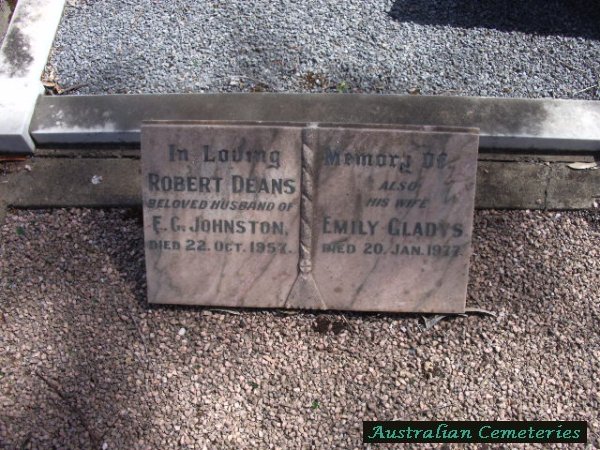 In Loving
ROBERT DEANS
BELOVED HUSBAND OF
E. G. JOHNSTON,
DIED 22. OCT. 1957.
Memory Of
ALSO
HIS WIFE
EMILY GLADYS
DIED 20. JAN. 1977.
Australian Cemeteries